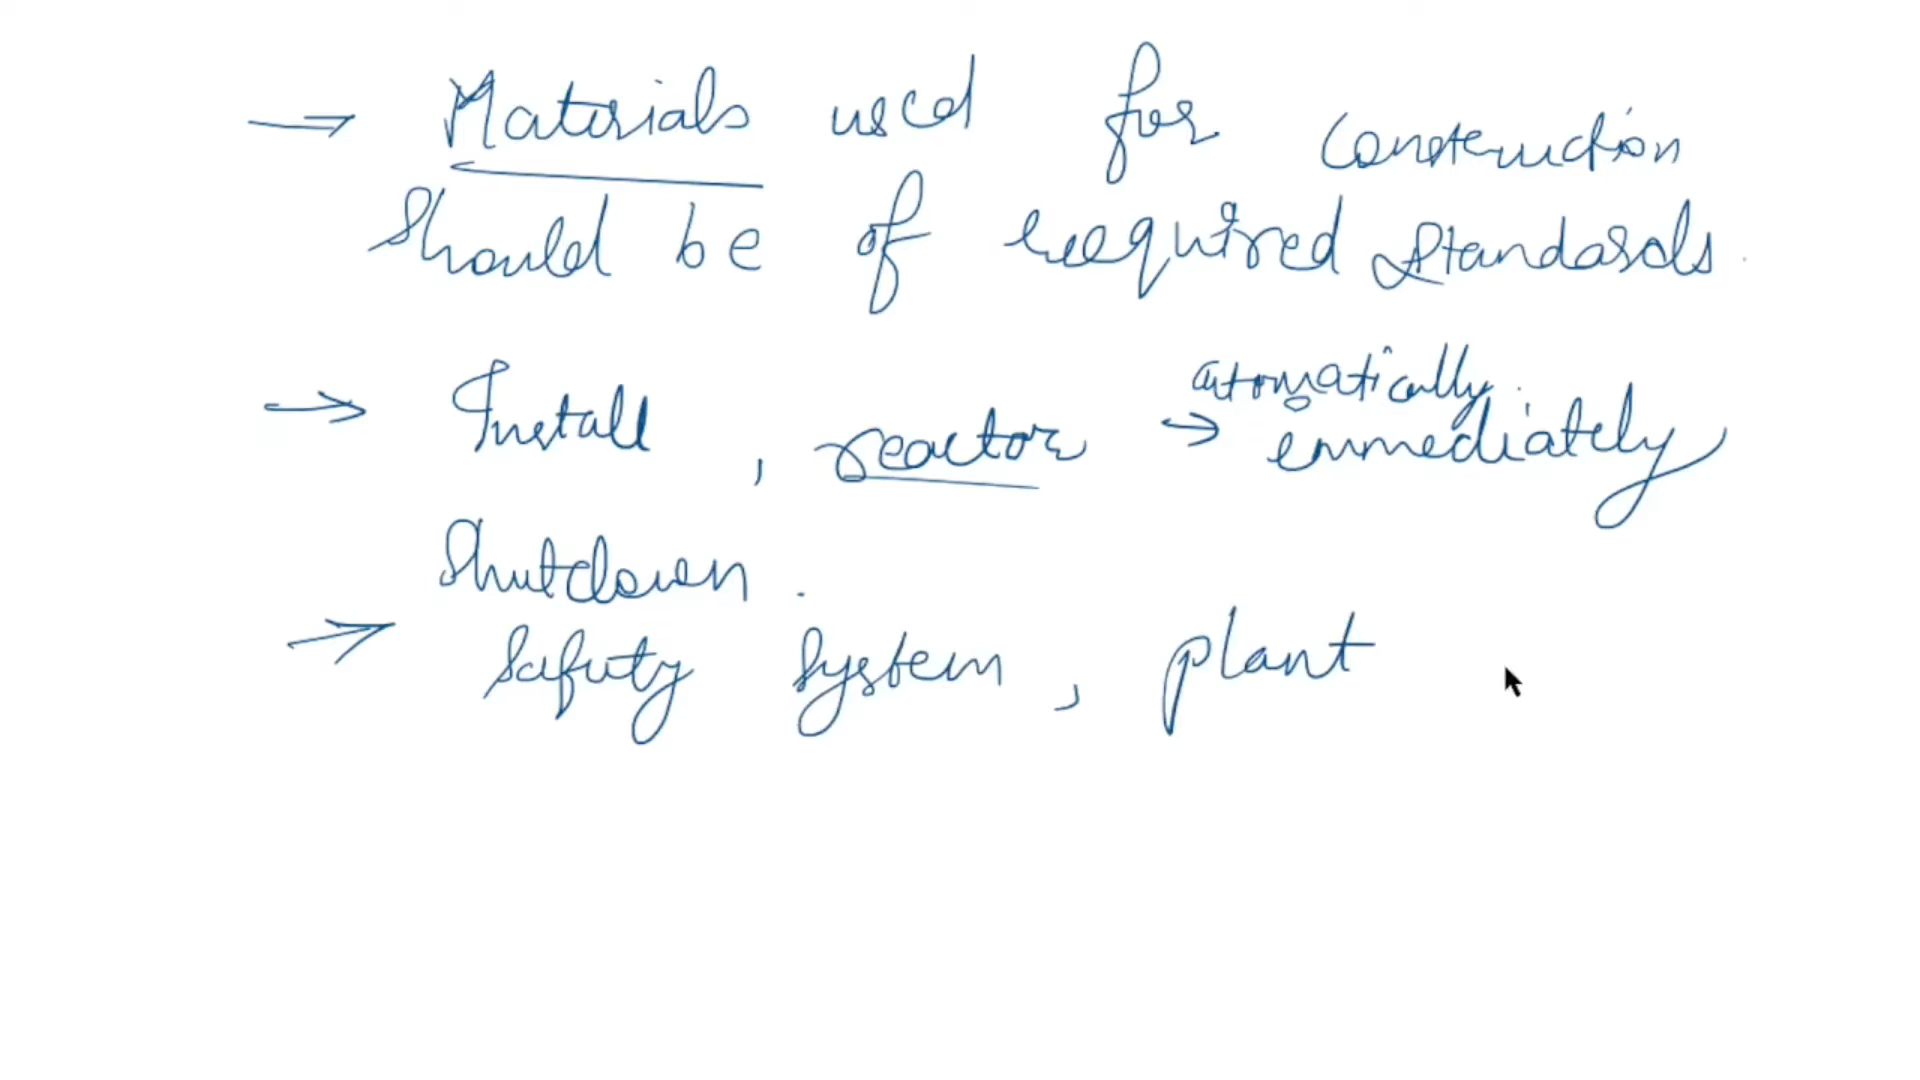 → Materials used for construction
should be of required standards.
automatically
→ Install, reactor → immediately
shutdown.
→ Safety system, plant